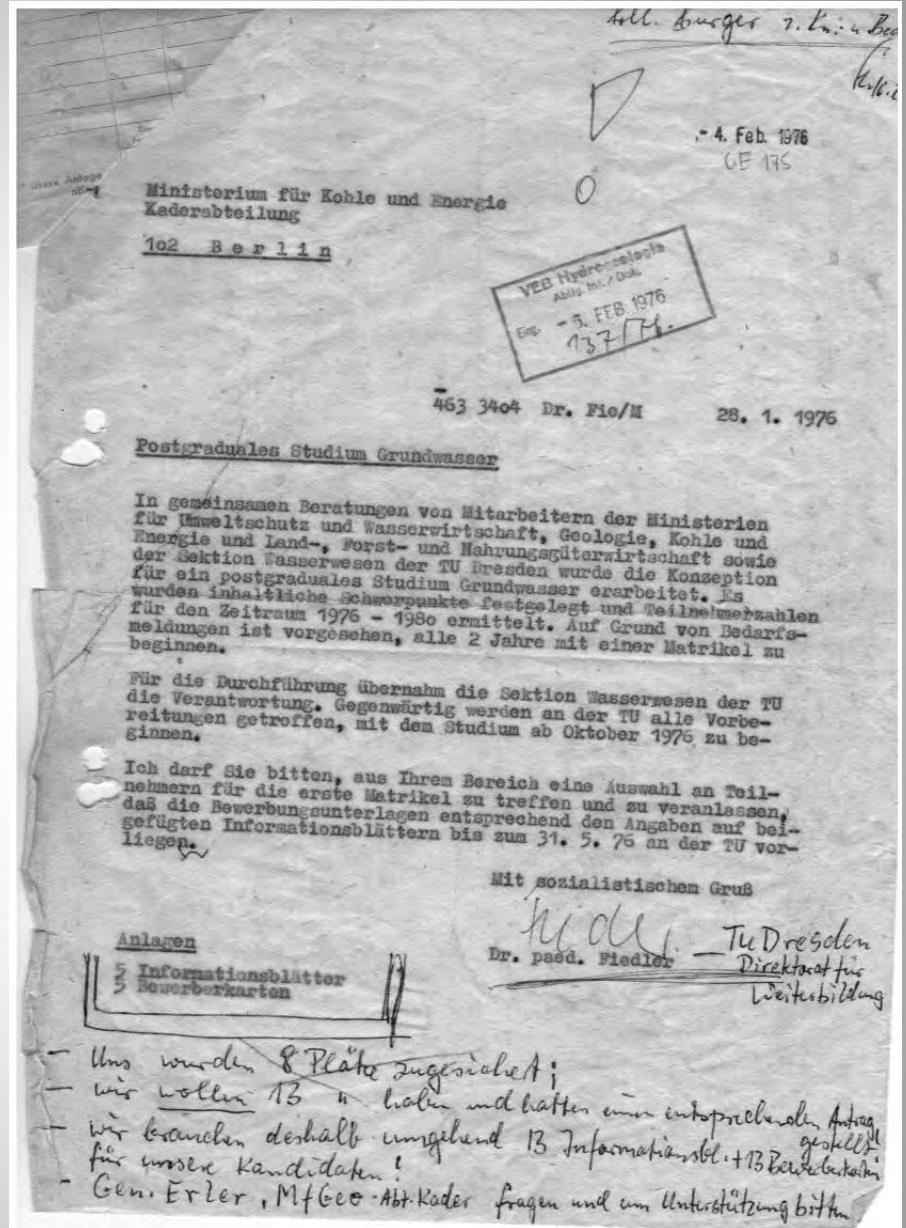 Koll. Burger z. Kn. u.
- 4. Feb. 1976
GE 175
Diese Anlage
Ministerium für Kohle und Energie
Kaderabteilung
1o2 Berlin
VEB Hydrogeologie
Abtlg. Inf. / Dok.
Eing. - 5. FEB 1976
137/76.
463 34o4 Dr. Fie/M 28. 1. 1976
Postgraduales Studium Grundwasser
In gemeinsamen Beratungen von Mitarbeitern der Ministerien
für Umweltschutz und Wasserwirtschaft, Geologie, Kohle und
Energie und Land-, Forst- und Nahrungsgüterwirtschaft sowie
der Sektion Wasserwesen der TU Dresden wurde die Konzeption
für ein postgraduales Studium Grundwasser erarbeitet. Es
wurden inhaltliche Schwerpunkte festgelegt und Teilnehmerzahlen
für den Zeitraum 1976 - 198o ermittelt. Auf Grund von Bedarfs-
meldungen ist vorgesehen, alle 2 Jahre mit einer Matrikel zu
beginnen.
Für die Durchführung übernahm die Sektion Wasserwesen der TU
die Verantwortung. Gegenwärtig werden an der TU alle Vorbe-
reitungen getroffen, mit dem Studium ab Oktober 1976 zu be-
ginnen.
Ich darf Sie bitten, aus Ihrem Bereich eine Auswahl an Teil-
nehmern für die erste Matrikel zu treffen und zu veranlassen,
daß die Bewerbungsunterlagen entsprechend den Angaben auf bei-
gefügten Informationsblättern bis zum 31. 5. 76 an der TU vor-
liegen.
Mit sozialistischem Gruß
Dr. paed. Fiedler — TU Dresden
Direktorat für
Weiterbildung
Anlagen
5 Informationsblätter
5 Bewerberkarten
- Uns wurden 8 Plätze zugesichert;
- wir wollen 13 " haben und hatten einen entsprechenden Antrag
gestellt!
- wir brauchen deshalb umgehend 13 Informationsbl. + 13 Bewerberkarten
für unsere Kandidaten!
- Gen. Erler, MfGeo-Abt. Kader fragen und um Unterstützung bitten